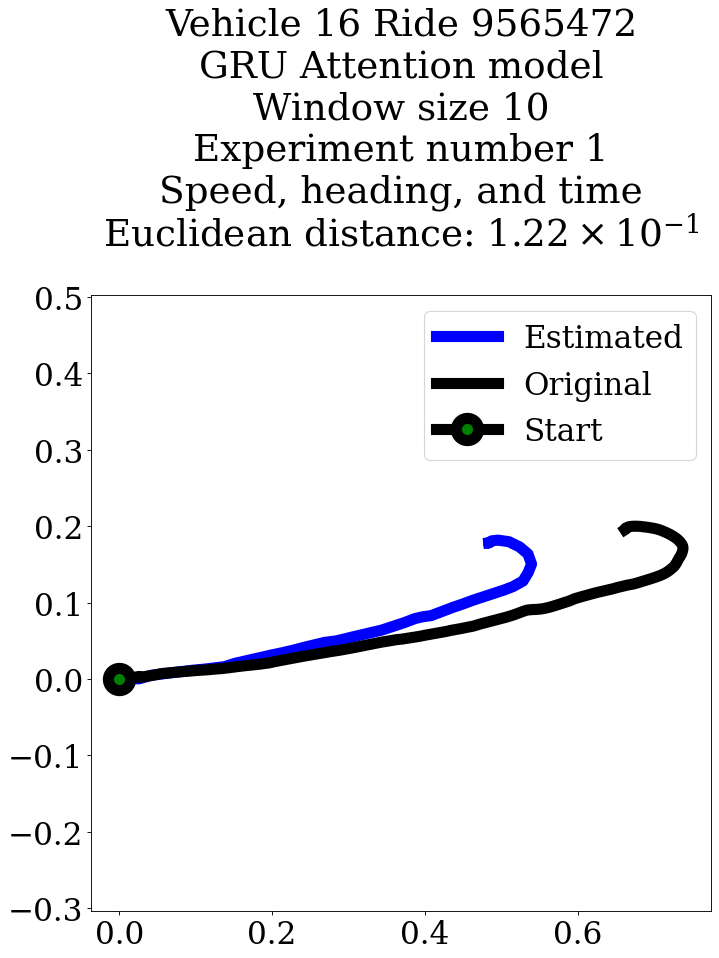 Vehicle 16 Ride 9565472
GRU Attention model
Window size 10
Experiment number 1
Speed, heading, and time
Euclidean distance: 1.22 × 10⁻¹
0.5
Estimated
0.4
Original
0.3
Start
0.2
0.1
0.0
−0.1
−0.2
−0.3
0.0 0.2 0.4 0.6